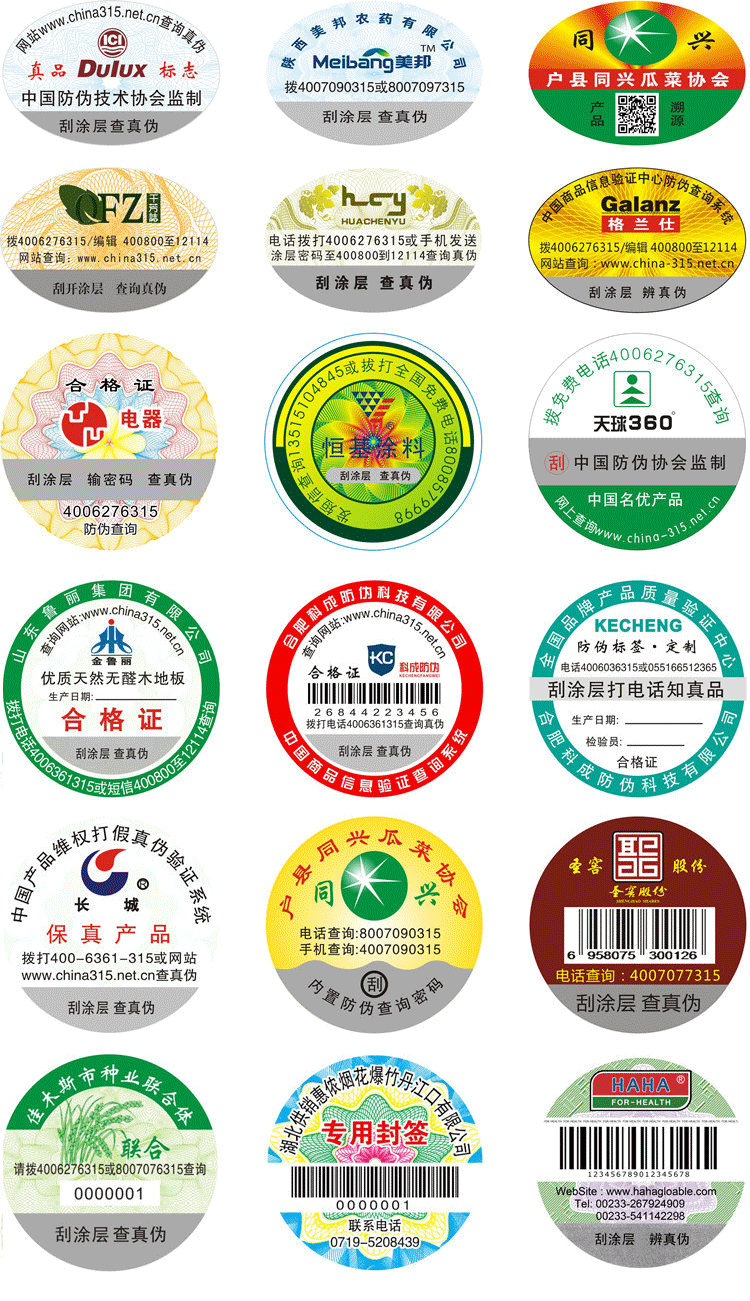 网站www.china315.net.cn查询真伪
ICI
真品 Dulux 标志
中国防伪技术协会监制
刮涂层 查真伪
陕西美邦农药有限公司
Meibang美邦™
拨4007090315或8007097315
刮涂层 查真伪
同 兴
户县同兴瓜菜协会
产品 溯源
QFZ 千芳誌
拨4006276315/编辑 400800至12114
网站查询：www.china315.net.cn
刮开涂层 查询真伪
hcy
HUACHENYU
电话拨打4006276315或手机发送
涂层密码至400800到12114查询真伪
刮涂层 查真伪
中国商品信息验证中心防伪查询系统
Galanz
格兰仕
拨4006276315/编辑 400800至12114
网站查询：www.china-315.net.cn
刮涂层 辨真伪
合格证
电器
刮涂层 输密码 查真伪
4006276315
防伪查询
发短信查询13515104845或拔打全国免费电话8008579998
恒基涂料®
刮涂层 查真伪
拨免费电话4006276315查询
天球360°
刮 中国防伪协会监制
中国名优产品
网上查询www.china-315.net.cn
山东鲁丽集团有限公司
查询网站:www.china315.net.cn
金鲁丽
优质天然无醛木地板
生产日期:
合格证
刮涂层 查真伪
拨打电话4006361315或短信400800至12114查询
合肥科成防伪科技有限公司
查询网站:www.china315.net.cn
合格证 KC 科成防伪
KECHENGFANGWEI
26844223456
拨打电话4006361315查询真伪
刮涂层 查真伪
中国商品信息验证查询系统
全国品牌产品质量验证中心
KECHENG
防伪标签·定制
电话4006036315或055166512365
刮涂层打电话知真品
生产日期:
检验员:
合格证
合肥科成防伪科技有限公司
中国产品维权打假真伪验证系统
长城®
保真产品
拨打400-6361-315或网站
www.china315.net.cn查真伪
刮涂层 查真伪
户县同兴瓜菜协会
同 兴
电话查询:8007090315
手机查询:4007090315
刮
内置防伪查询密码
圣窖 股份
圣窖股份
6 958075 300126
电话查询：4007077315
刮涂层 查真伪
佳木斯市种业联合体
联合
请拨4006276315或8007076315查询
0000001
刮涂层 查真伪
湖北供销惠侬烟花爆竹丹江口有限公司
专用封签
0000001
联系电话
0719-5208439
HAHA®
FOR-HEALTH
123456789012345678
WebSite : www.hahagloable.com
Tel: 00233-267924909
00233-541142298
刮涂层 辨真伪